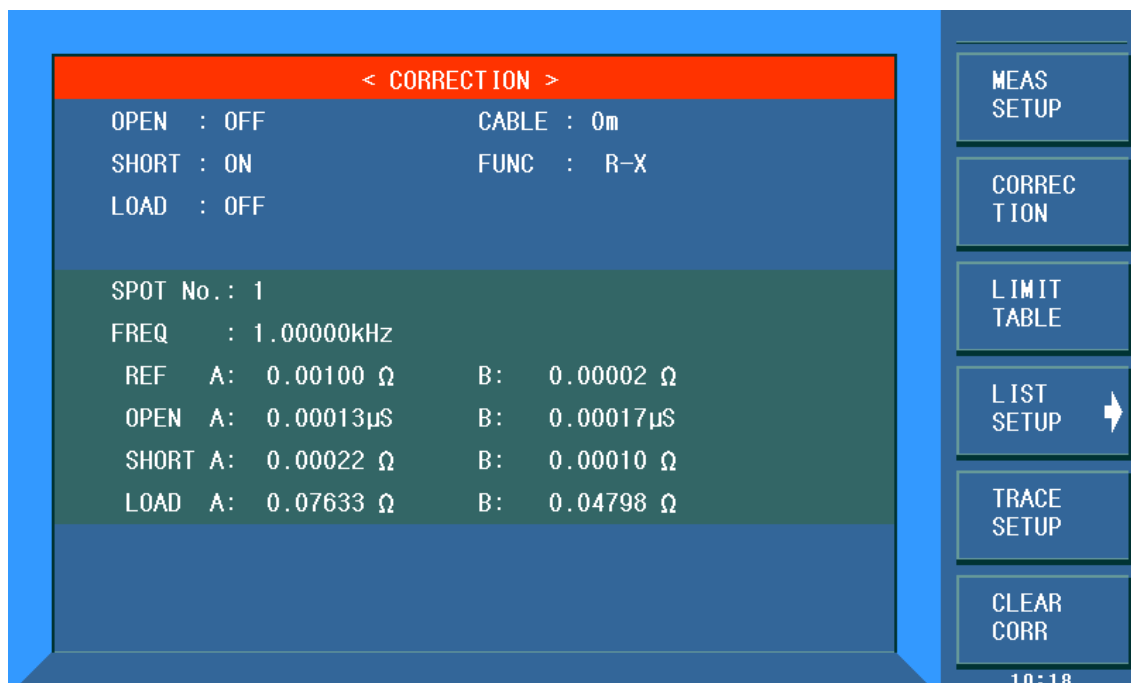 < CORRECTION >
OPEN : OFF CABLE : 0m
SHORT : ON FUNC : R-X
LOAD : OFF
SPOT No.: 1
FREQ : 1.00000kHz
REF A: 0.00100 Ω B: 0.00002 Ω
OPEN A: 0.00013µS B: 0.00017µS
SHORT A: 0.00022 Ω B: 0.00010 Ω
LOAD A: 0.07633 Ω B: 0.04798 Ω
MEAS
SETUP
CORREC
TION
LIMIT
TABLE
LIST
SETUP
TRACE
SETUP
CLEAR
CORR
10:18